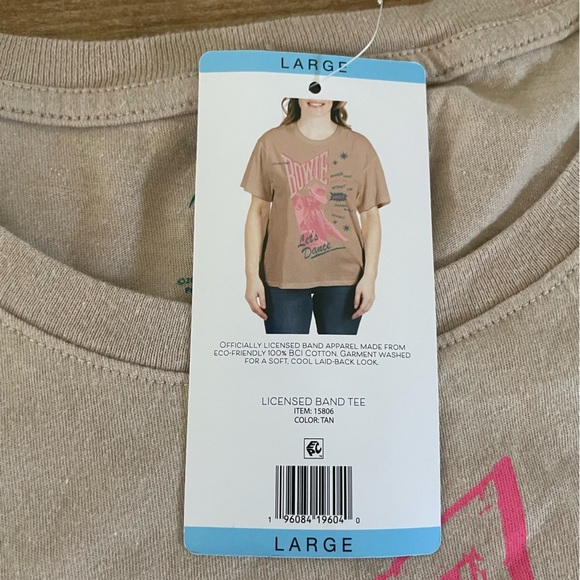 LARGE
BOWIE
Let's
Dance
OFFICIALLY LICENSED BAND APPAREL MADE FROM
ECO-FRIENDLY 100% BCI COTTON. GARMENT WASHED
FOR A SOFT, COOL LAID-BACK LOOK.
LICENSED BAND TEE
ITEM: 15806
COLOR: TAN
1 96084 19604 0
LARGE